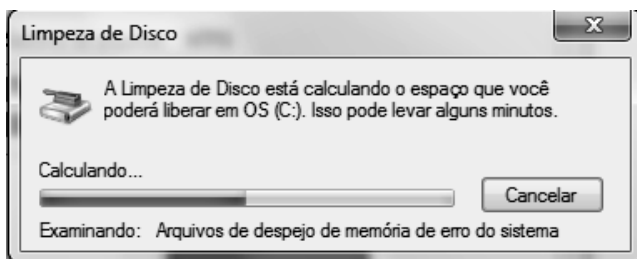 Limpeza de Disco
X
A Limpeza de Disco está calculando o espaço que você
poderá liberar em OS (C:). Isso pode levar alguns minutos.
Calculando...
Cancelar
Examinando: Arquivos de despejo de memória de erro do sistema